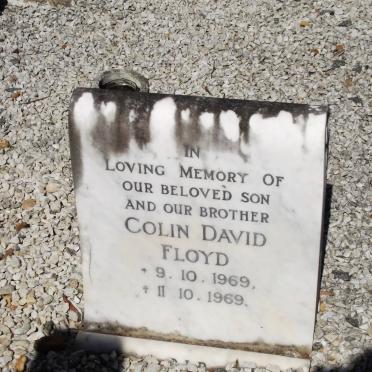 IN
LOVING MEMORY OF
OUR BELOVED SON
AND OUR BROTHER
COLIN DAVID
FLOYD
* 9. 10. 1969,
† 11. 10. 1969.